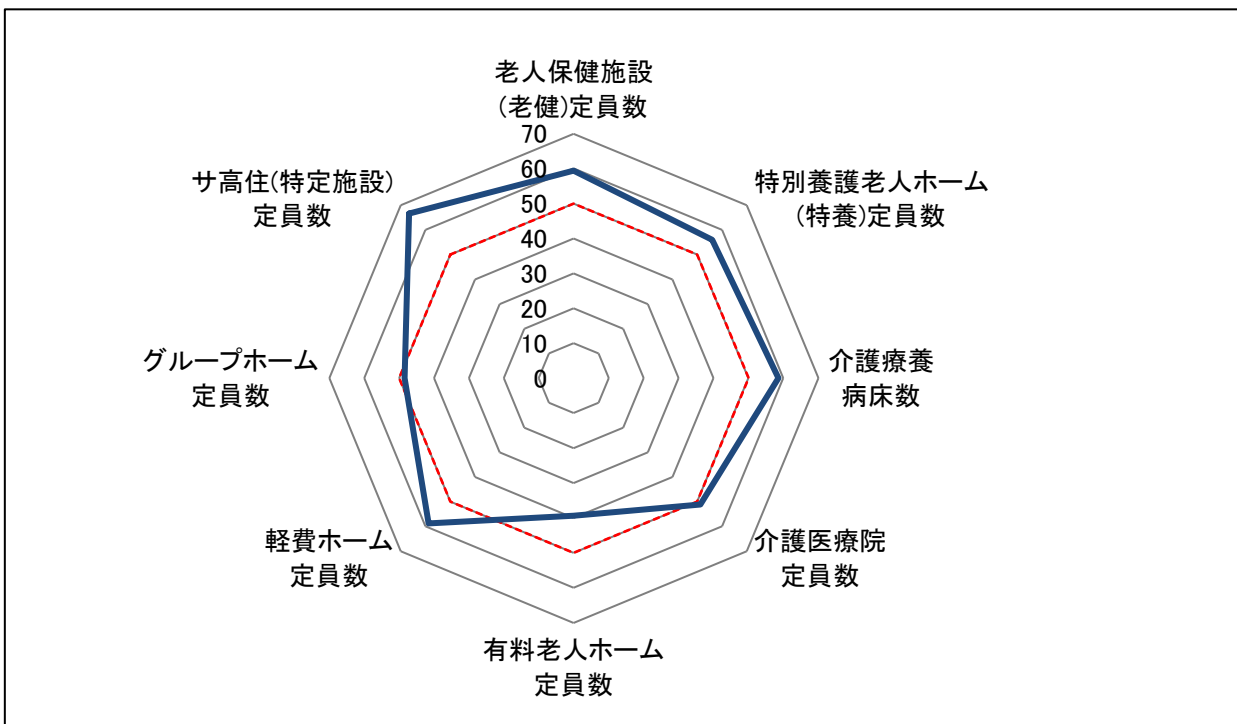 老人保健施設
(老健)定員数
特別養護老人ホーム
(特養)定員数
介護療養
病床数
介護医療院
定員数
有料老人ホーム
定員数
軽費ホーム
定員数
グループホーム
定員数
サ高住(特定施設)
定員数
70
60
50
40
30
20
10
0